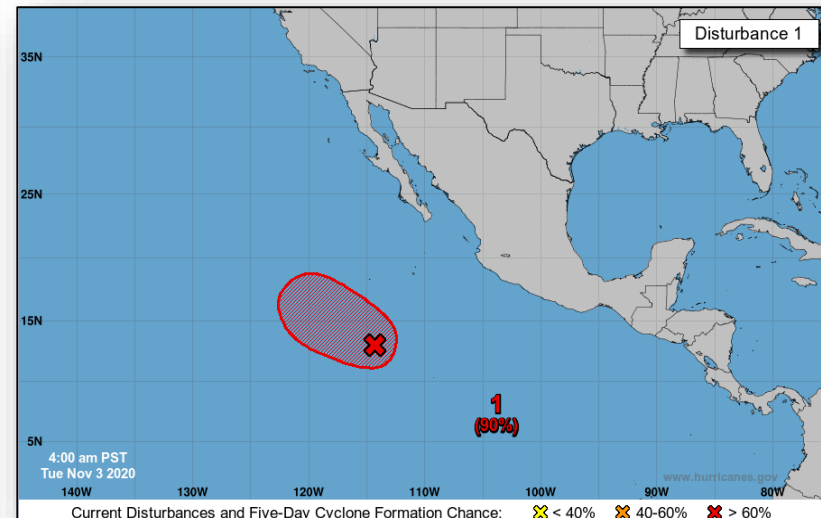 Disturbance 1
35N
25N
15N
1
(90%)
5N
4:00 am PST
Tue Nov 3 2020
www.hurricanes.gov
140W 130W 120W 110W 100W 90W 80W
Current Disturbances and Five-Day Cyclone Formation Chance: < 40% 40-60% > 60%